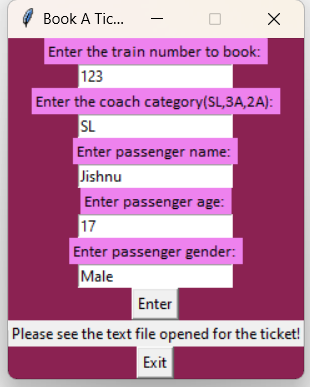 Book A Tic...
Enter the train number to book:
123
Enter the coach category(SL,3A,2A):
SL
Enter passenger name:
Jishnu
Enter passenger age:
17
Enter passenger gender:
Male
Enter
Please see the text file opened for the ticket!
Exit